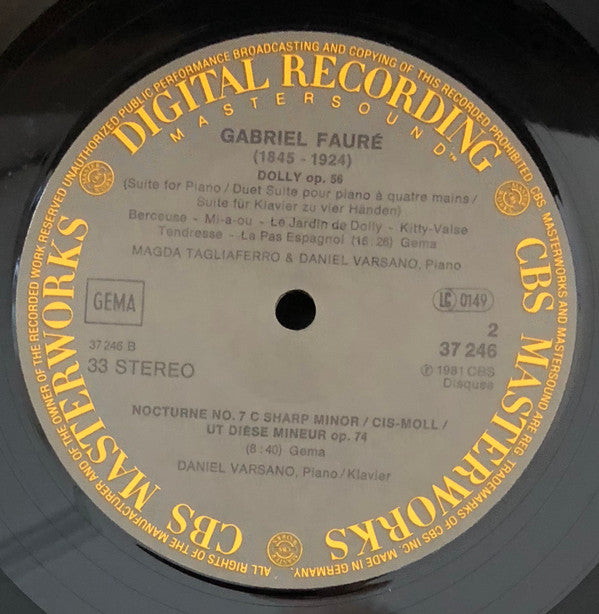 DIGITAL RECORDING
MASTERSOUND™
GABRIEL FAURÉ
(1845 - 1924)
DOLLY op. 56
(Suite for Piano / Duet Suite pour piano à quatre mains /
Suite für Klavier zu vier Händen)
Berceuse - Mi-a-ou - Le Jardin de Dolly - Kitty-Valse
Tendresse - La Pas Espagnol (16:26) Gema
MAGDA TAGLIAFERRO & DANIEL VARSANO, Piano
GEMA
LC 0149
37246 B
33 STEREO
2
37 246
℗ 1981 CBS
Disques
NOCTURNE NO. 7 C SHARP MINOR / CIS-MOLL /
UT DIÈSE MINEUR op. 74
(8:40) Gema
DANIEL VARSANO, Piano/Klavier
CBS MASTERWORKS
CBS MASTERWORKS
ALL RIGHTS OF THE MANUFACTURER AND OF THE OWNER OF THE RECORDED WORK RESERVED UNAUTHORIZED PUBLIC PERFORMANCE BROADCASTING AND COPYING OF THIS RECORD PROHIBITED. CBS, MASTERWORKS AND MASTERSOUND ARE REG. TRADEMARKS OF CBS INC. MADE IN GERMANY.